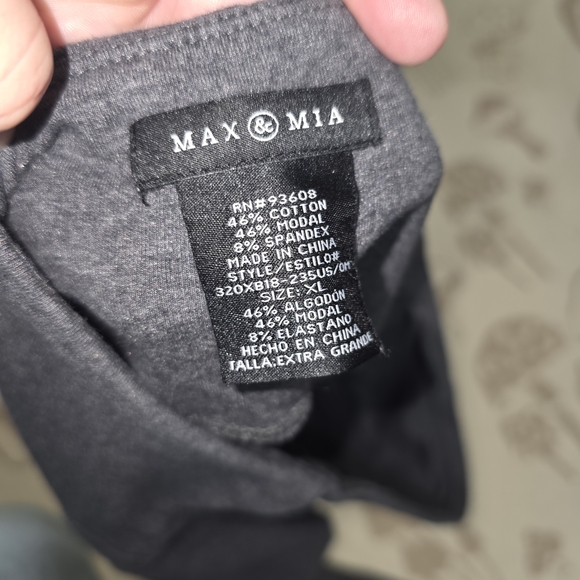 MAX & MIA
RN#93608
46% COTTON
46% MODAL
8% SPANDEX
MADE IN CHINA
STYLE/ESTILO#
320XB18-235US/OM
SIZE: XL
46% ALGODÓN
46% MODAL
8% ELASTANO
HECHO EN CHINA
TALLA:EXTRA GRANDE